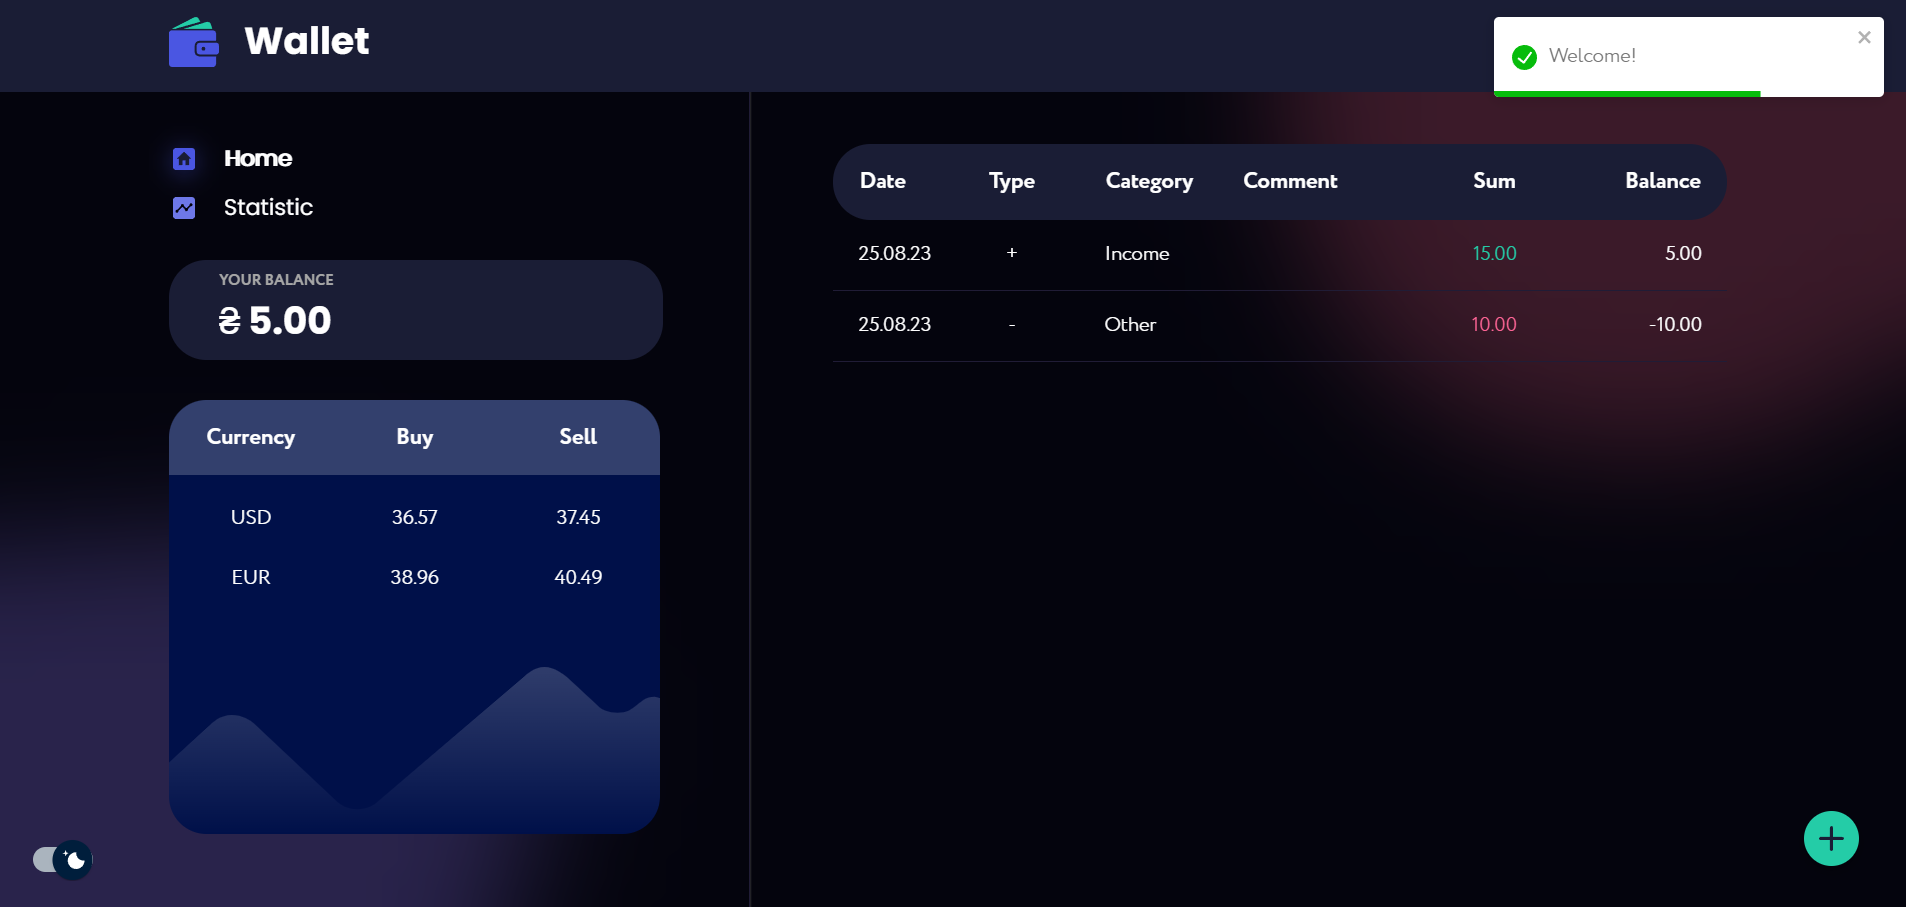 Wallet
Welcome!
Home
Statistic
YOUR BALANCE
₴ 5.00
Currency Buy Sell
USD 36.57 37.45
EUR 38.96 40.49
Date Type Category Comment Sum Balance
25.08.23 + Income 15.00 5.00
25.08.23 - Other 10.00 -10.00